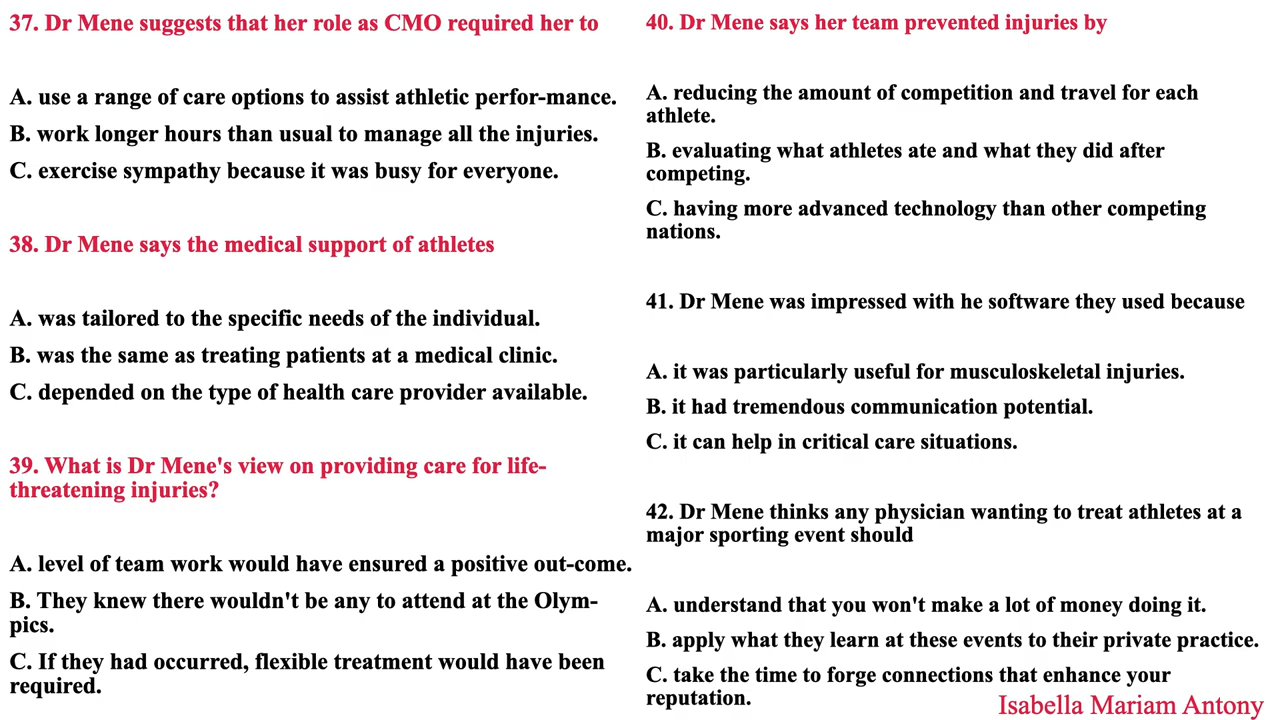 37. Dr Mene suggests that her role as CMO required her to
A. use a range of care options to assist athletic perfor-mance.
B. work longer hours than usual to manage all the injuries.
C. exercise sympathy because it was busy for everyone.
38. Dr Mene says the medical support of athletes
A. was tailored to the specific needs of the individual.
B. was the same as treating patients at a medical clinic.
C. depended on the type of health care provider available.
39. What is Dr Mene's view on providing care for life-
threatening injuries?
A. level of team work would have ensured a positive out-come.
B. They knew there wouldn't be any to attend at the Olym-
pics.
C. If they had occurred, flexible treatment would have been
required.
40. Dr Mene says her team prevented injuries by
A. reducing the amount of competition and travel for each
athlete.
B. evaluating what athletes ate and what they did after
competing.
C. having more advanced technology than other competing
nations.
41. Dr Mene was impressed with he software they used because
A. it was particularly useful for musculoskeletal injuries.
B. it had tremendous communication potential.
C. it can help in critical care situations.
42. Dr Mene thinks any physician wanting to treat athletes at a
major sporting event should
A. understand that you won't make a lot of money doing it.
B. apply what they learn at these events to their private practice.
C. take the time to forge connections that enhance your
reputation.
Isabella Mariam Antony